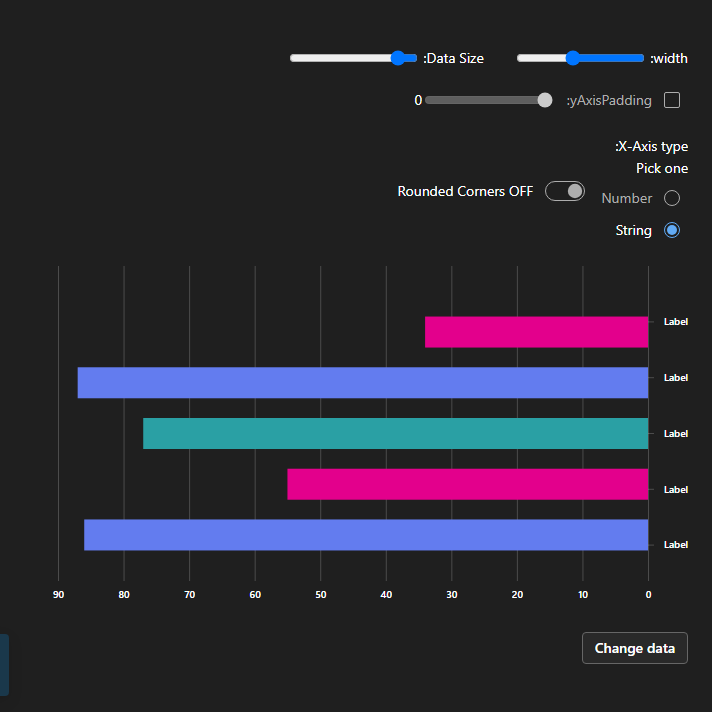 :width
:Data Size
:yAxisPadding
0
:X-Axis type
Pick one
Number
String
Rounded Corners OFF
Label
Label
Label
Label
Label
90 80 70 60 50 40 30 20 10 0
Change data